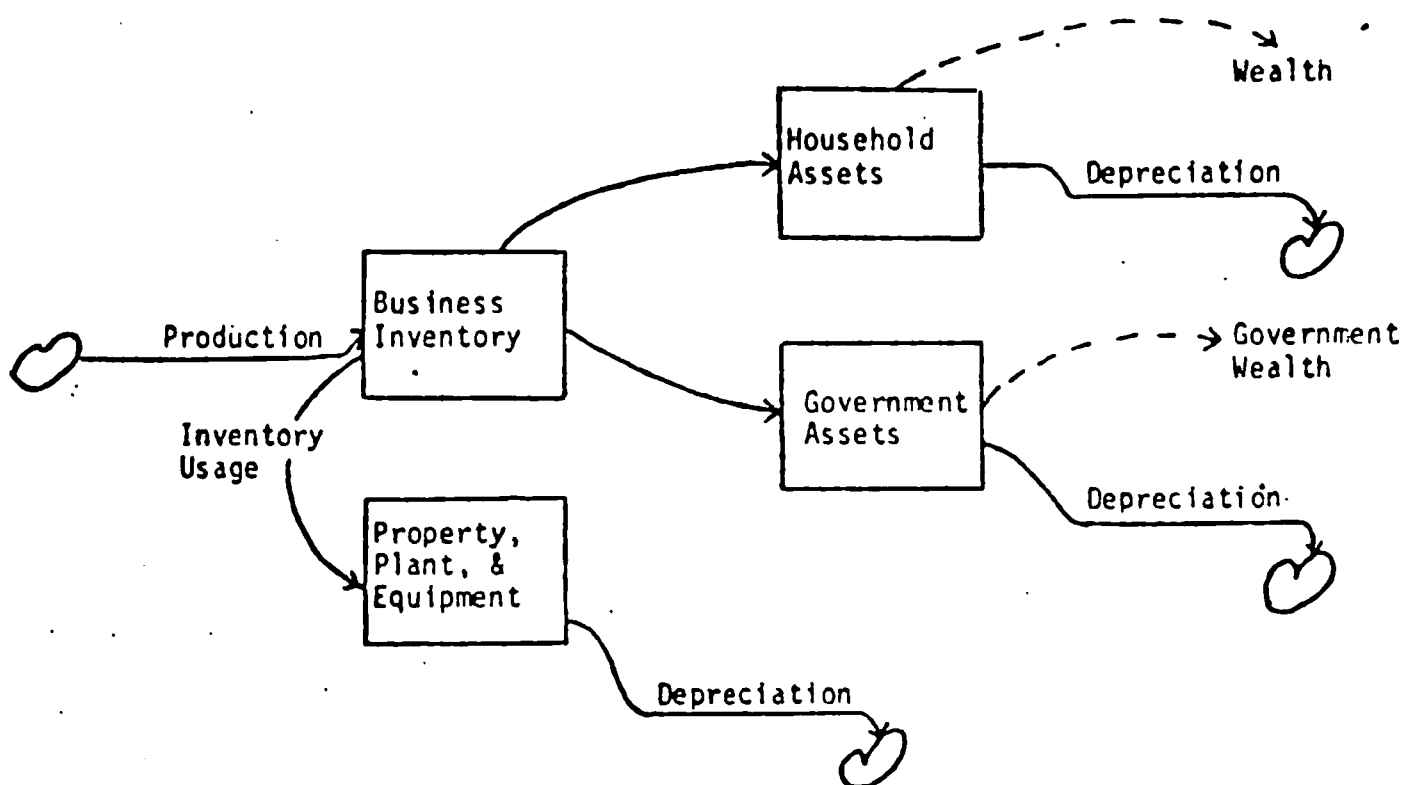 Wealth
Household
Assets
Depreciation
Business
Inventory
Production
Government
Wealth
Government
Assets
Inventory
Usage
Depreciation
Property,
Plant, &
Equipment
Depreciation